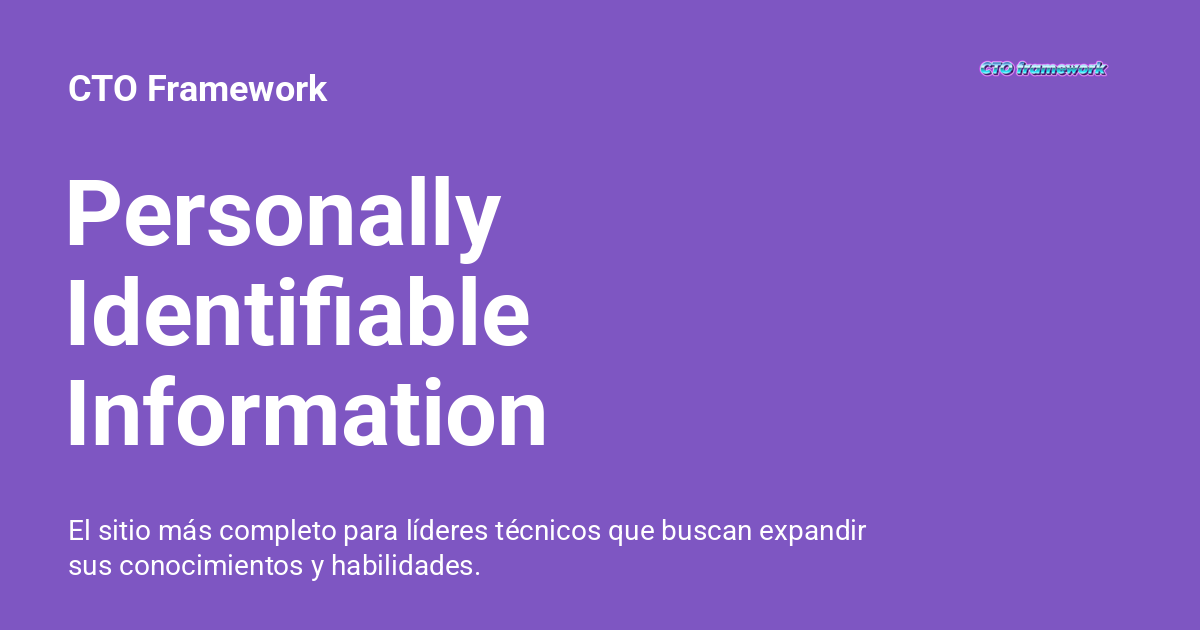 CTO Framework
CTO framework
Personally
Identifiable
Information
El sitio más completo para líderes técnicos que buscan expandir
sus conocimientos y habilidades.